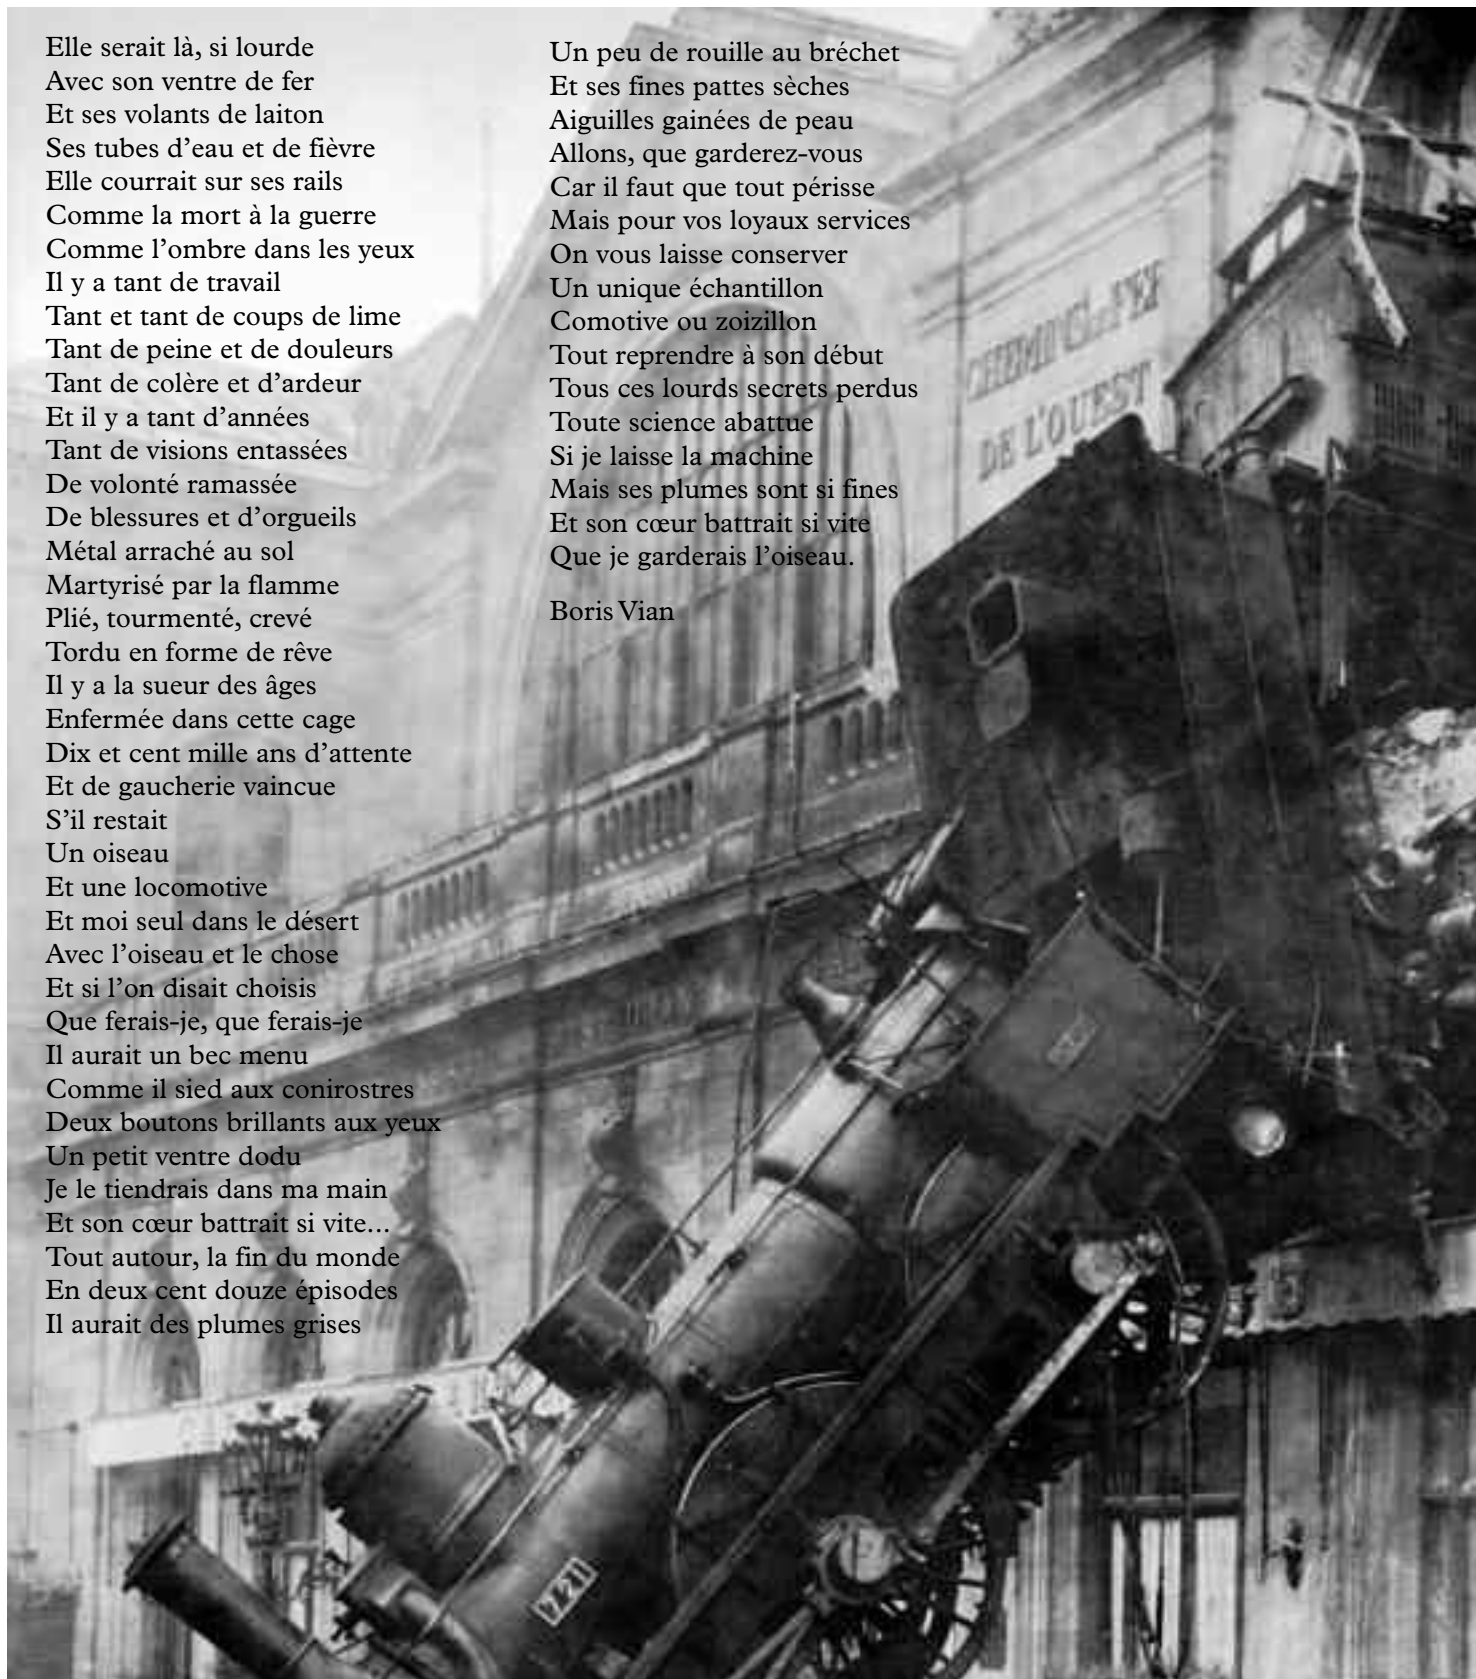 Elle serait là, si lourde
Avec son ventre de fer
Et ses volants de laiton
Ses tubes d’eau et de fièvre
Elle courrait sur ses rails
Comme la mort à la guerre
Comme l’ombre dans les yeux
Il y a tant de travail
Tant et tant de coups de lime
Tant de peine et de douleurs
Tant de colère et d’ardeur
Et il y a tant d’années
Tant de visions entassées
De volonté ramassée
De blessures et d’orgueils
Métal arraché au sol
Martyrisé par la flamme
Plié, tourmenté, crevé
Tordu en forme de rêve
Il y a la sueur des âges
Enfermée dans cette cage
Dix et cent mille ans d’attente
Et de gaucherie vaincue
S’il restait
Un oiseau
Et une locomotive
Et moi seul dans le désert
Avec l’oiseau et le chose
Et si l’on disait choisis
Que ferais-je, que ferais-je
Il aurait un bec menu
Comme il sied aux conirostres
Deux boutons brillants aux yeux
Un petit ventre dodu
Je le tiendrais dans ma main
Et son cœur battrait si vite...
Tout autour, la fin du monde
En deux cent douze épisodes
Il aurait des plumes grises
Un peu de rouille au bréchet
Et ses fines pattes sèches
Aiguilles gainées de peau
Allons, que garderez-vous
Car il faut que tout périsse
Mais pour vos loyaux services
On vous laisse conserver
Un unique échantillon
Comotive ou zoizillon
Tout reprendre à son début
Tous ces lourds secrets perdus
Toute science abattue
Si je laisse la machine
Mais ses plumes sont si fines
Et son cœur battrait si vite
Que je garderais l’oiseau.
Boris Vian
DE L'OUEST
721